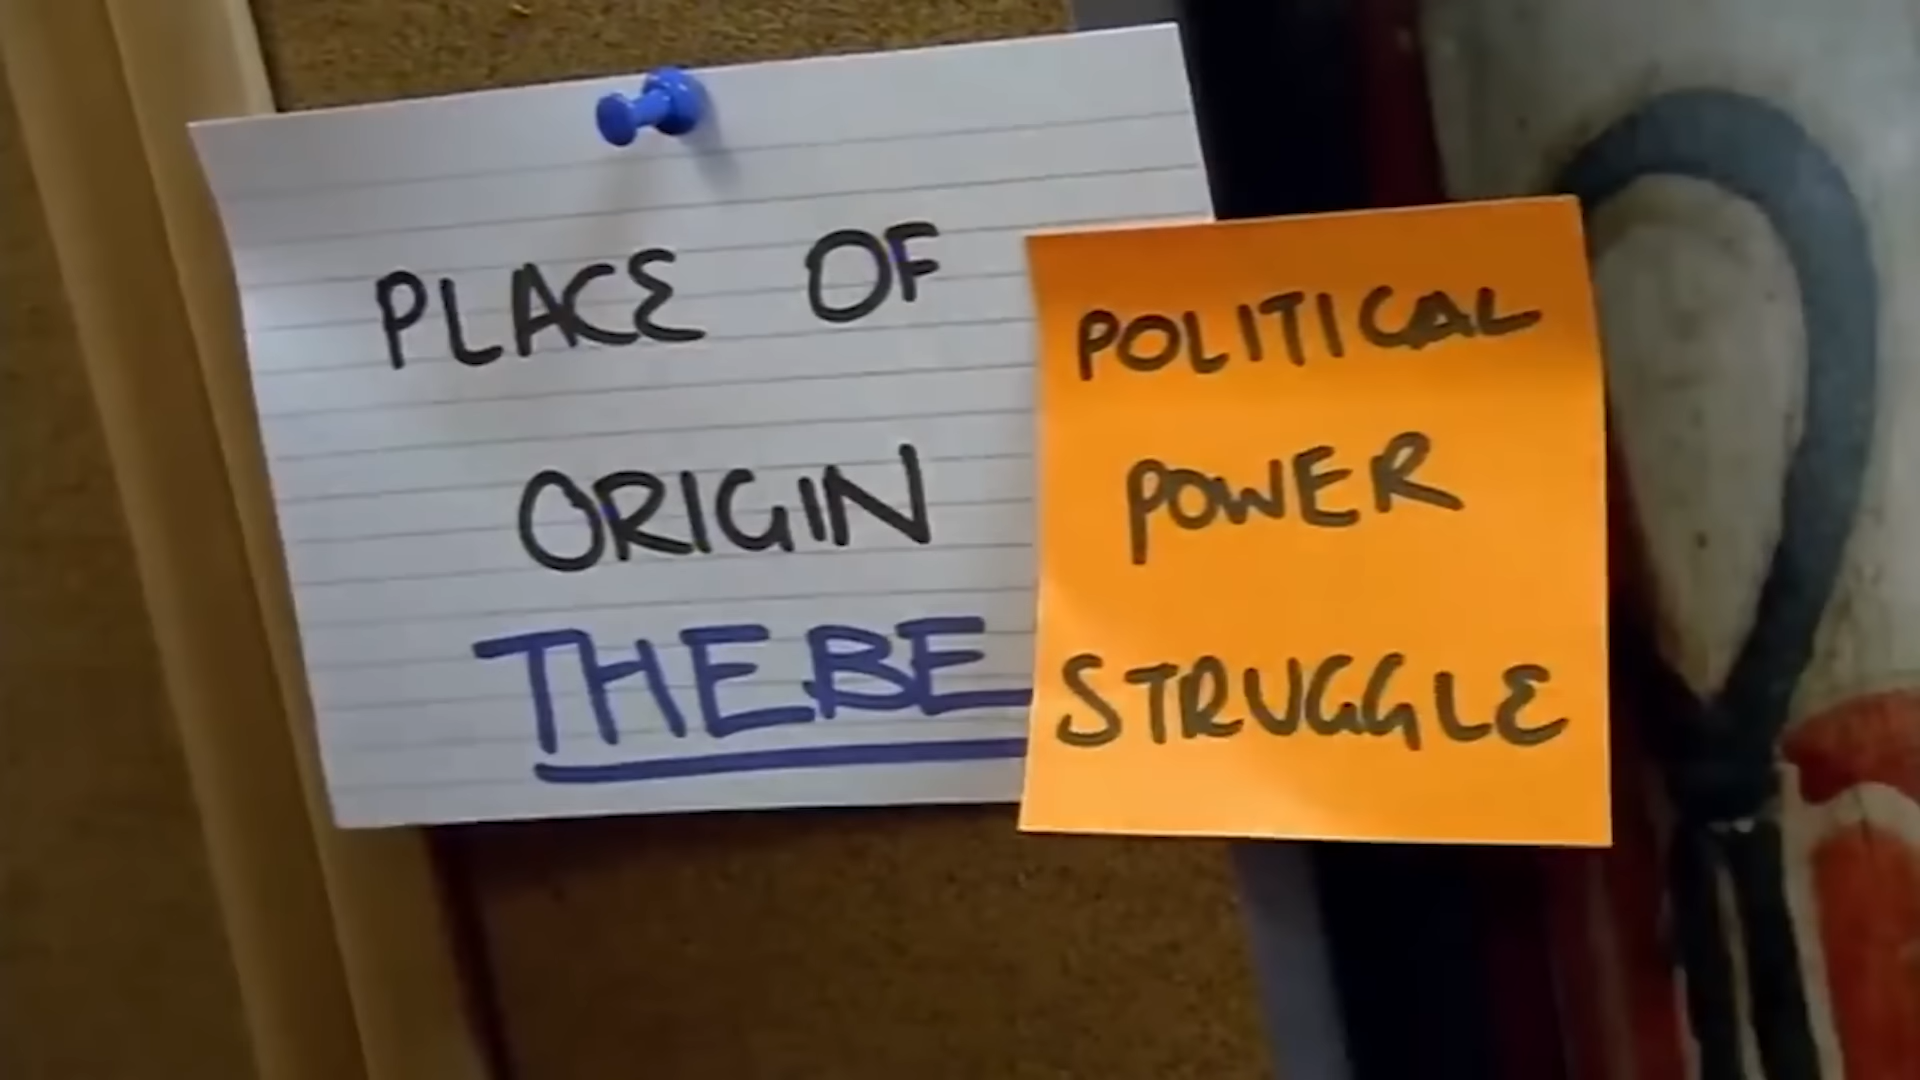 PLACE OF
ORIGIN
THEBE
POLITICAL
POWER
STRUGGLE